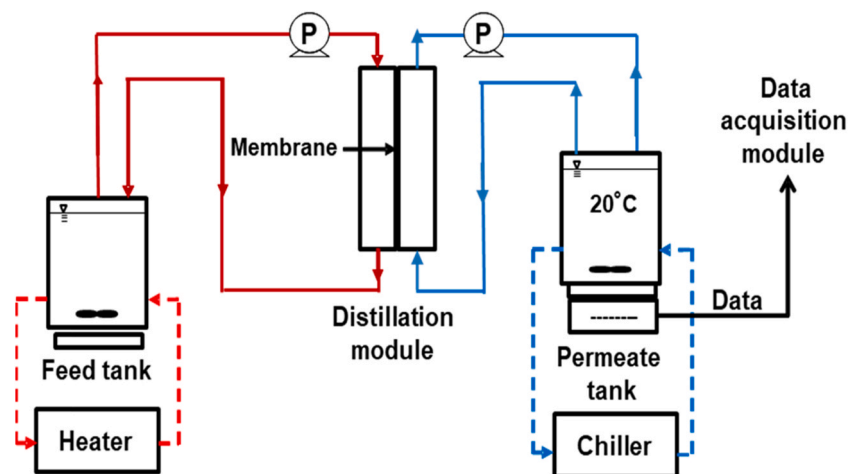 P
P
Data
acquisition
module
Membrane
20°C
Distillation
module
Data
Feed tank
Permeate
tank
Heater
Chiller